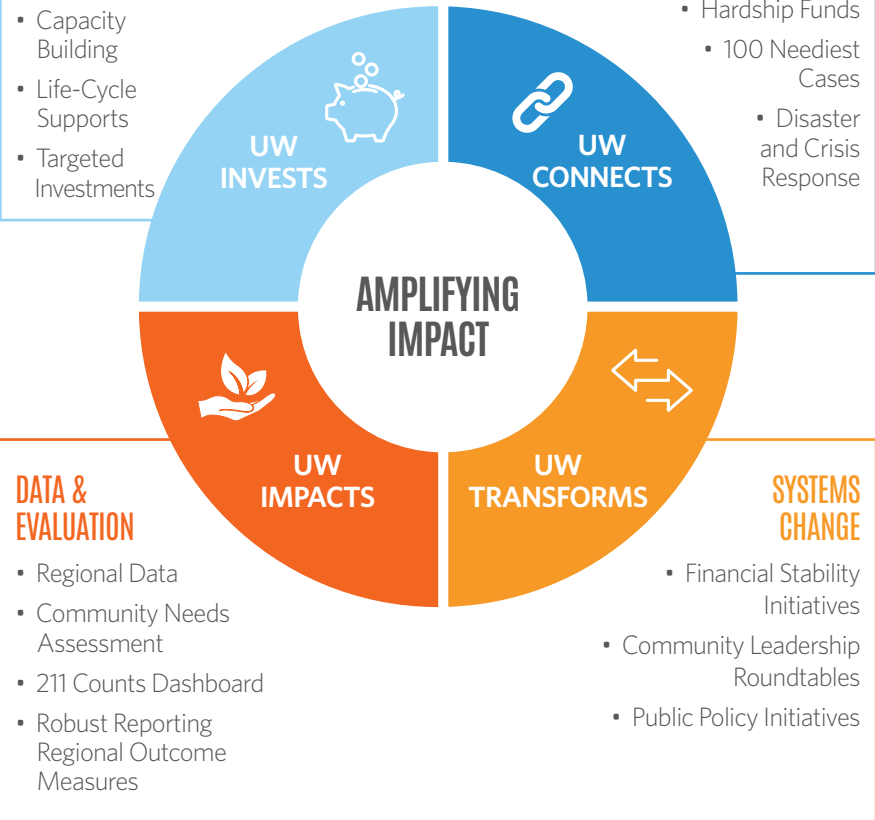 • Capacity
Building
• Life-Cycle
Supports
• Targeted
Investments
• Hardship Funds
• 100 Neediest
Cases
• Disaster
and Crisis
Response
UW
INVESTS
UW
CONNECTS
AMPLIFYING
IMPACT
UW
IMPACTS
UW
TRANSFORMS
DATA &
EVALUATION
• Regional Data
• Community Needs
Assessment
• 211 Counts Dashboard
• Robust Reporting
Regional Outcome
Measures
SYSTEMS
CHANGE
• Financial Stability
Initiatives
• Community Leadership
Roundtables
• Public Policy Initiatives